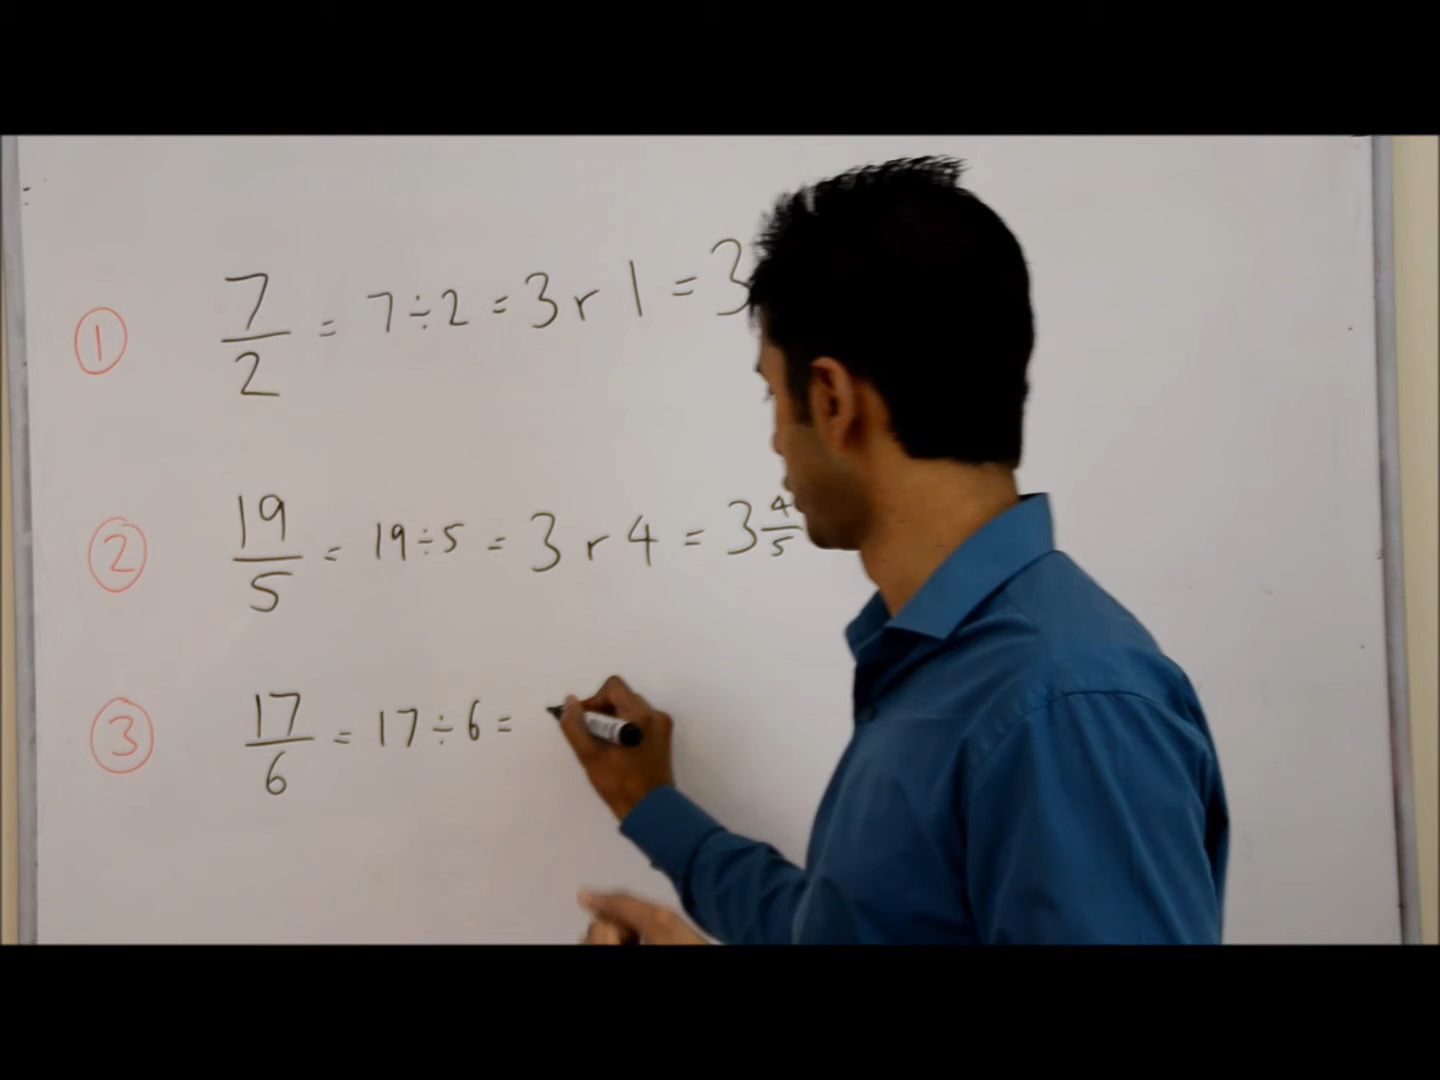 ① 7/2 = 7÷2 = 3 r 1 = 3
② 19/5 = 19÷5 = 3 r 4 = 3 4/5
③ 17/6 = 17÷6 =